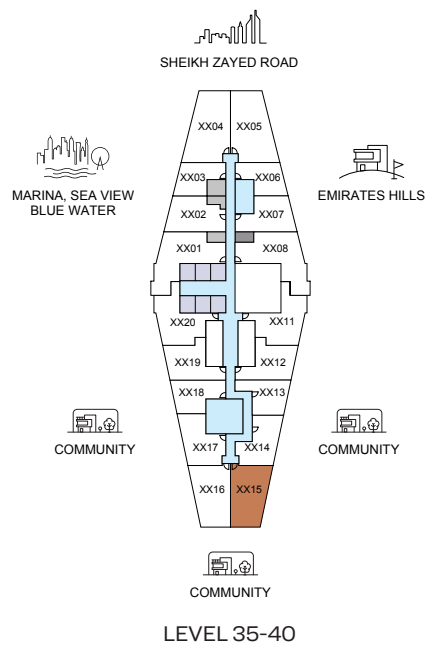 SHEIKH ZAYED ROAD
XX04 XX05
XX03 XX06
MARINA, SEA VIEW
BLUE WATER
EMIRATES HILLS
XX02 XX07
XX01 XX08
XX20 XX11
XX19 XX12
XX18 XX13
COMMUNITY
COMMUNITY
XX17 XX14
XX16 XX15
COMMUNITY
LEVEL 35-40